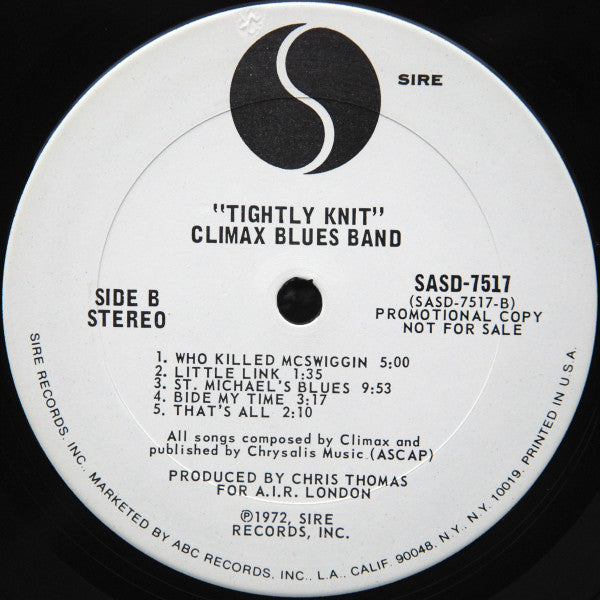 SIRE
"TIGHTLY KNIT"
CLIMAX BLUES BAND
SIDE B
STEREO
SASD-7517
(SASD-7517-B)
PROMOTIONAL COPY
NOT FOR SALE
1. WHO KILLED MCSWIGGIN 5:00
2. LITTLE LINK 1:35
3. ST. MICHAEL'S BLUES 9:53
4. BIDE MY TIME 3:17
5. THAT'S ALL 2:10
All songs composed by Climax and
published by Chrysalis Music (ASCAP)
PRODUCED BY CHRIS THOMAS
FOR A.I.R. LONDON
℗1972, SIRE
RECORDS, INC.
SIRE RECORDS, INC. MARKETED BY ABC RECORDS, INC., L.A., CALIF. 90048, N.Y., N.Y. 10019. PRINTED IN U.S.A.